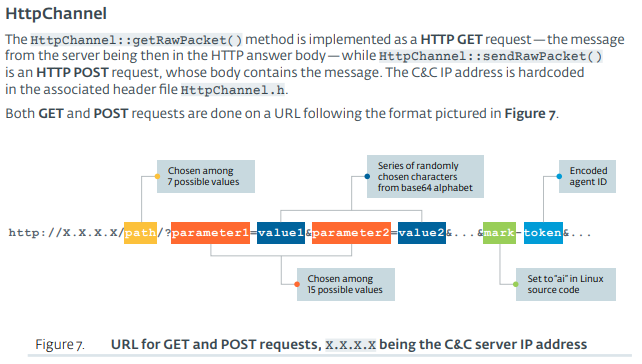 HttpChannel
The HttpChannel::getRawPacket() method is implemented as a HTTP GET request — the message
from the server being then in the HTTP answer body — while HttpChannel::sendRawPacket()
is an HTTP POST request, whose body contains the message. The C&C IP address is hardcoded
in the associated header file HttpChannel.h.
Both GET and POST requests are done on a URL following the format pictured in Figure 7.
Chosen among
7 possible values
Series of randomly
chosen characters
from base64 alphabet
Encoded
agent ID
http://X.X.X.X/path/?parameter1=value1&parameter2=value2&...&mark-token&...
Chosen among
15 possible values
Set to "ai" in Linux
source code
Figure 7. URL for GET and POST requests, X.X.X.X being the C&C server IP address